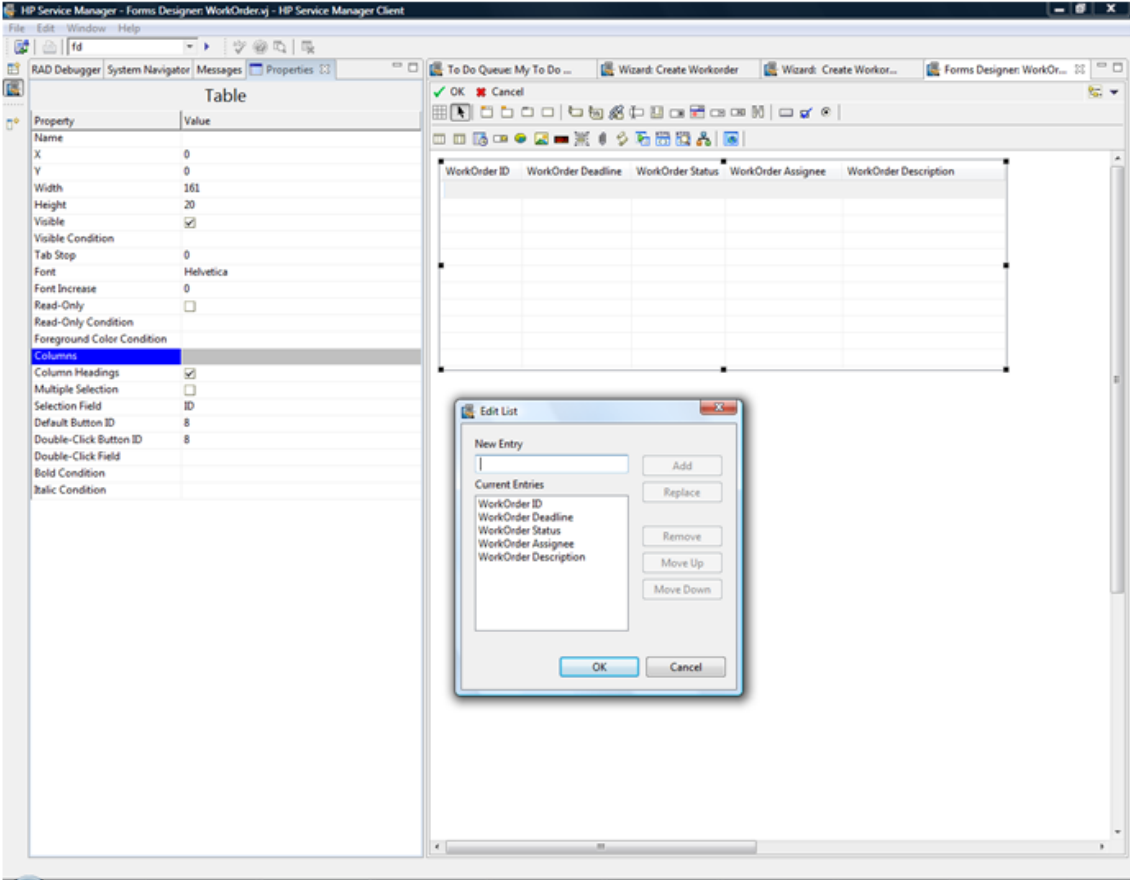 HP Service Manager - Forms Designer: WorkOrder.vj - HP Service Manager Client
File Edit Window Help
fd
RAD Debugger System Navigator Messages Properties
Table
Property Value
Name
X 0
Y 0
Width 161
Height 20
Visible
Visible Condition
Tab Stop 0
Font Helvetica
Font Increase 0
Read-Only
Read-Only Condition
Foreground Color Condition
Columns
Column Headings
Multiple Selection
Selection Field ID
Default Button ID 8
Double-Click Button ID 8
Double-Click Field
Bold Condition
Italic Condition
To Do Queue: My To Do ... Wizard: Create Workorder Wizard: Create Workor... Forms Designer: WorkOr...
OK Cancel
WorkOrder ID WorkOrder Deadline WorkOrder Status WorkOrder Assignee WorkOrder Description
Edit List
New Entry
Add
Current Entries
Replace
WorkOrder ID
WorkOrder Deadline
WorkOrder Status
WorkOrder Assignee
WorkOrder Description
Remove
Move Up
Move Down
OK Cancel